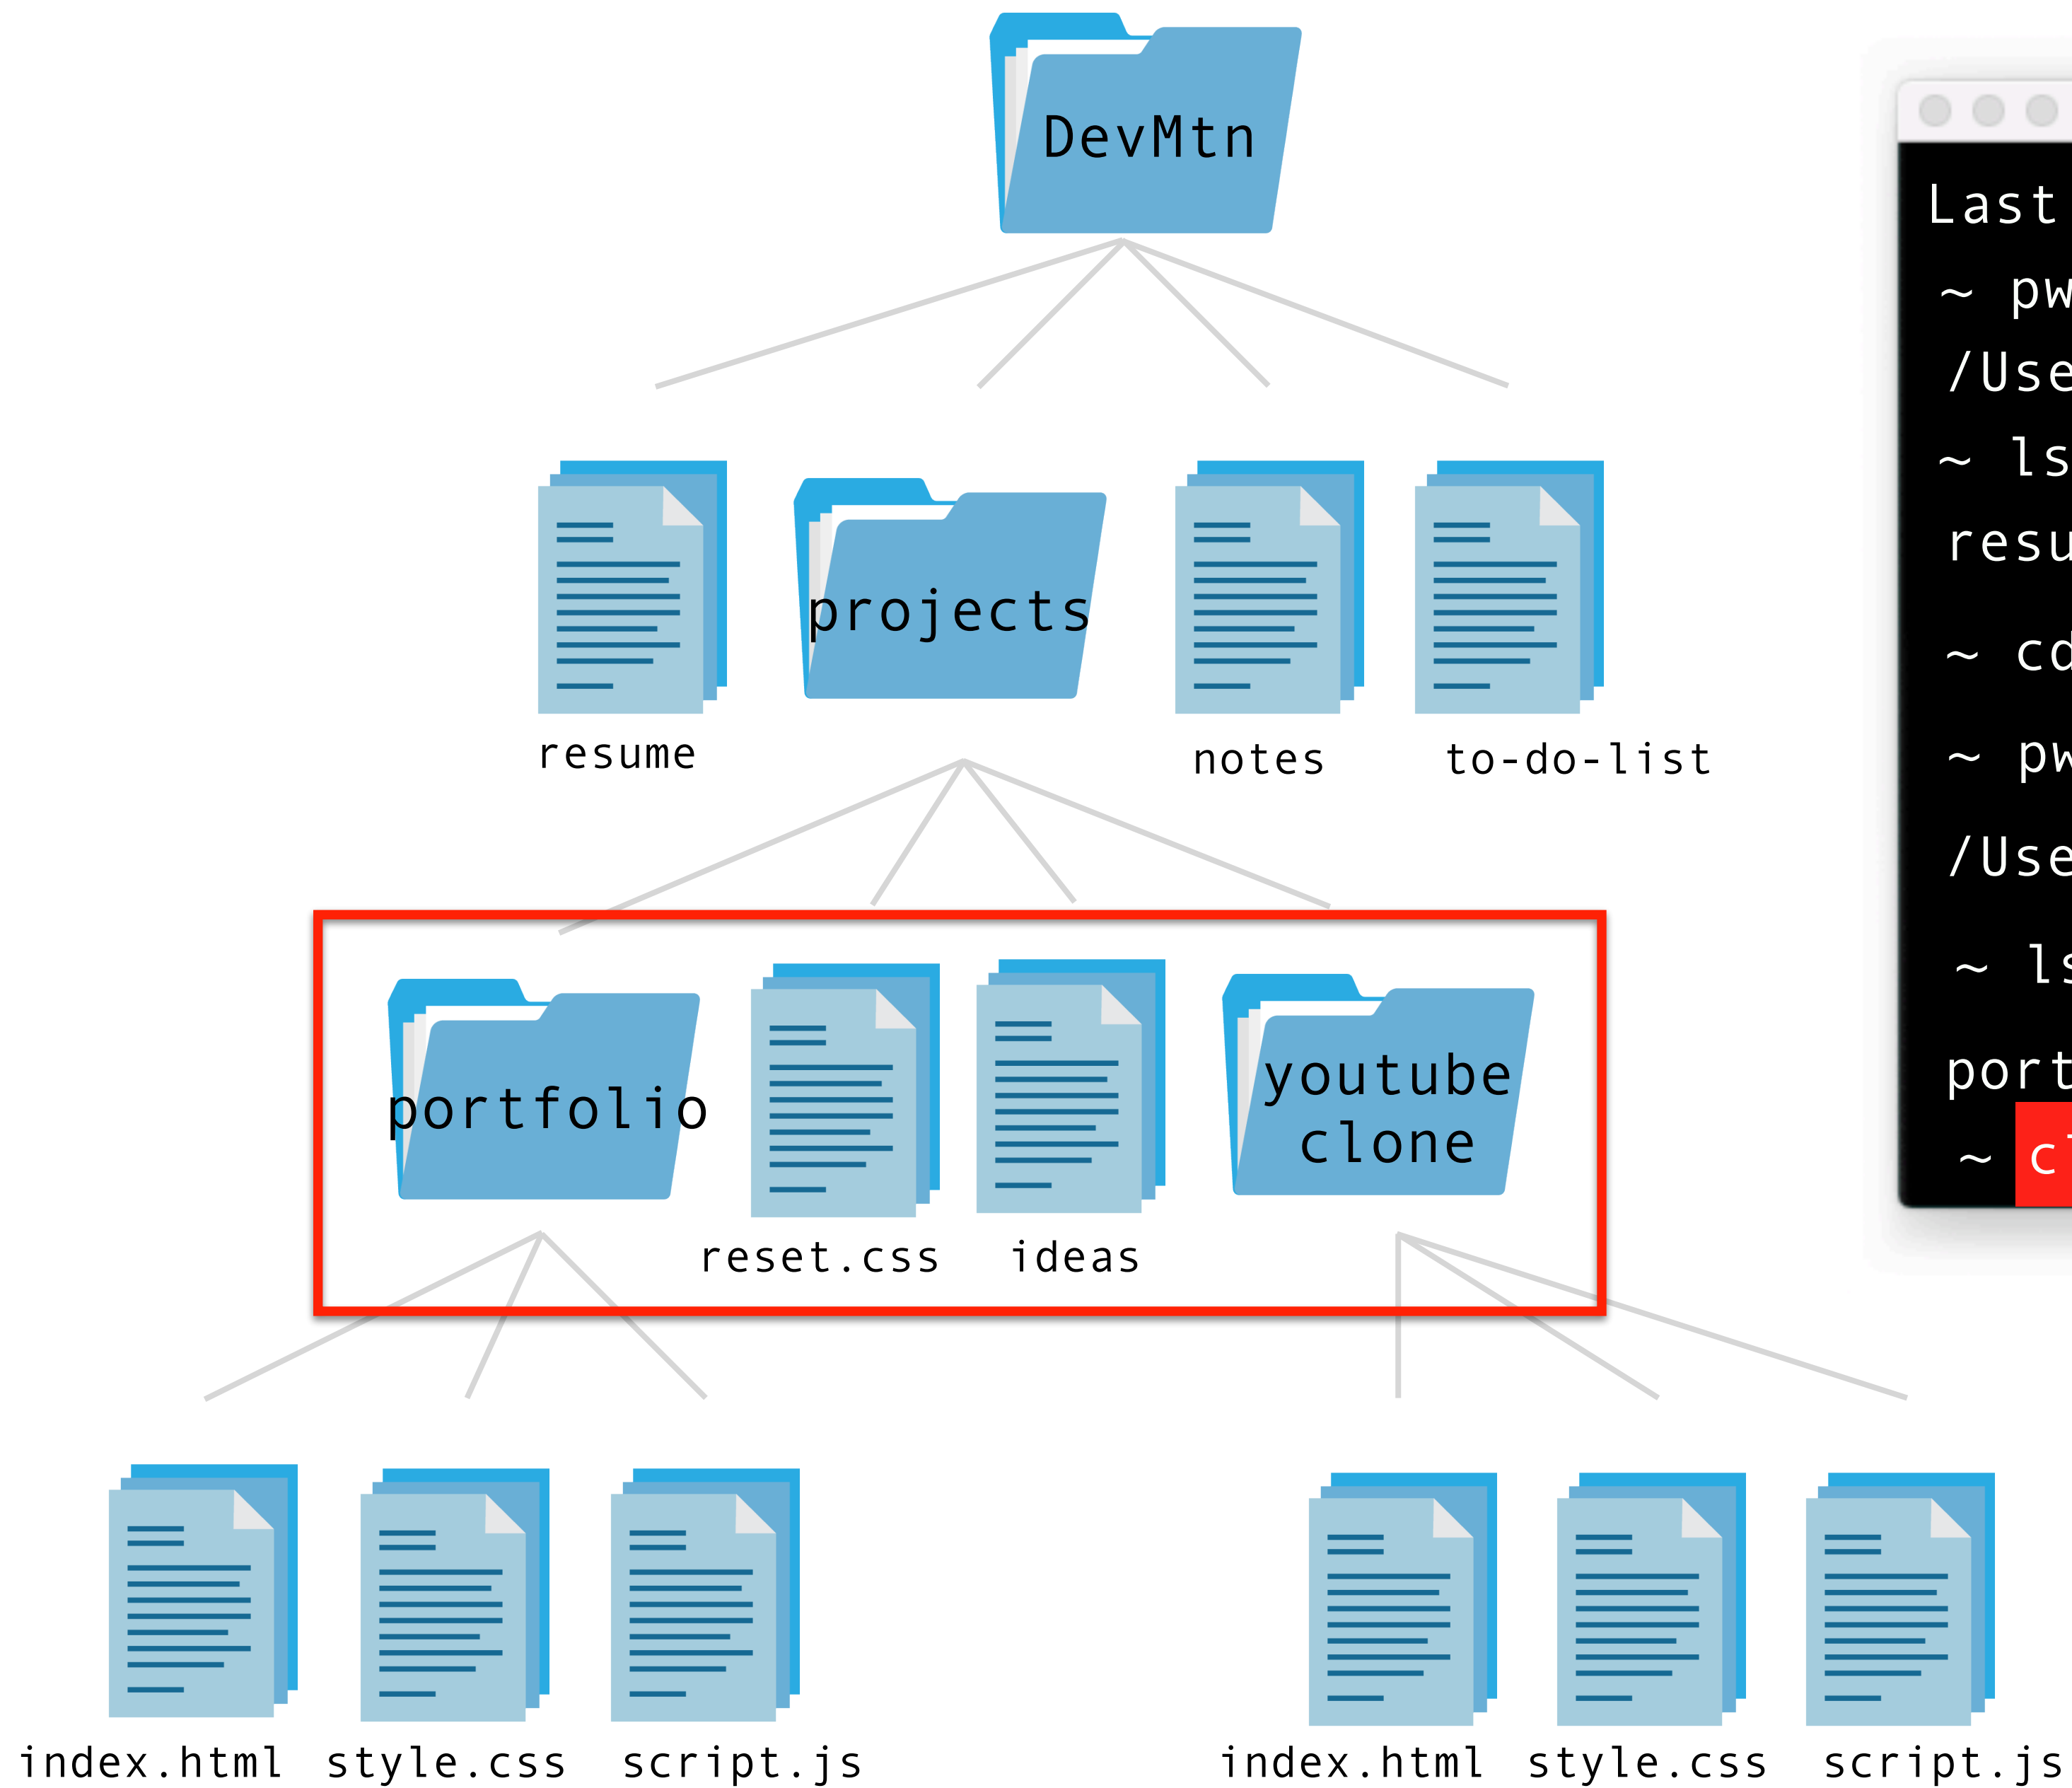 DevMtn
resume
projects
notes
to-do-list
portfolio
reset.css
ideas
youtube
clone
index.html
style.css
script.js
index.html
style.css
script.js
Last
~ pw
/Use
~ ls
resu
~ cd
~ pw
/Use
~ ls
port
~